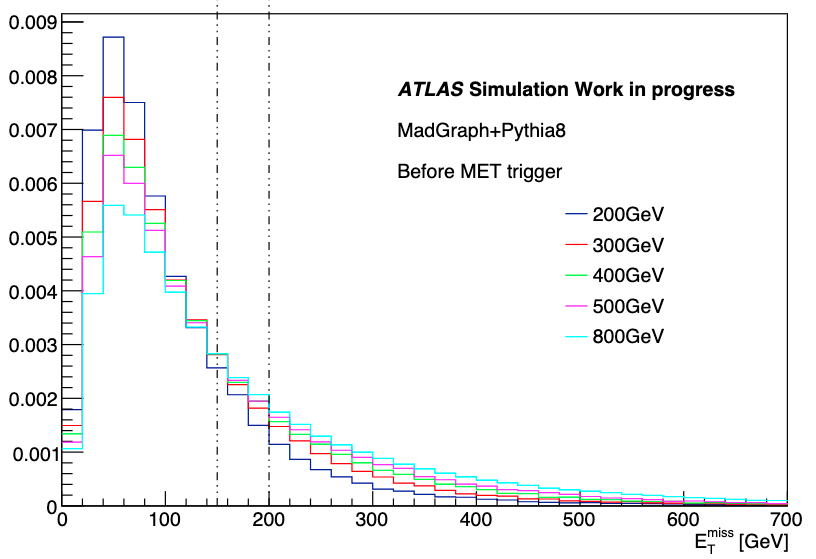 0.009
0.008
0.007
0.006
0.005
0.004
0.003
0.002
0.001
0
ATLAS Simulation Work in progress
MadGraph+Pythia8
Before MET trigger
200GeV
300GeV
400GeV
500GeV
800GeV
0 100 200 300 400 500 600 700
E_T^miss [GeV]